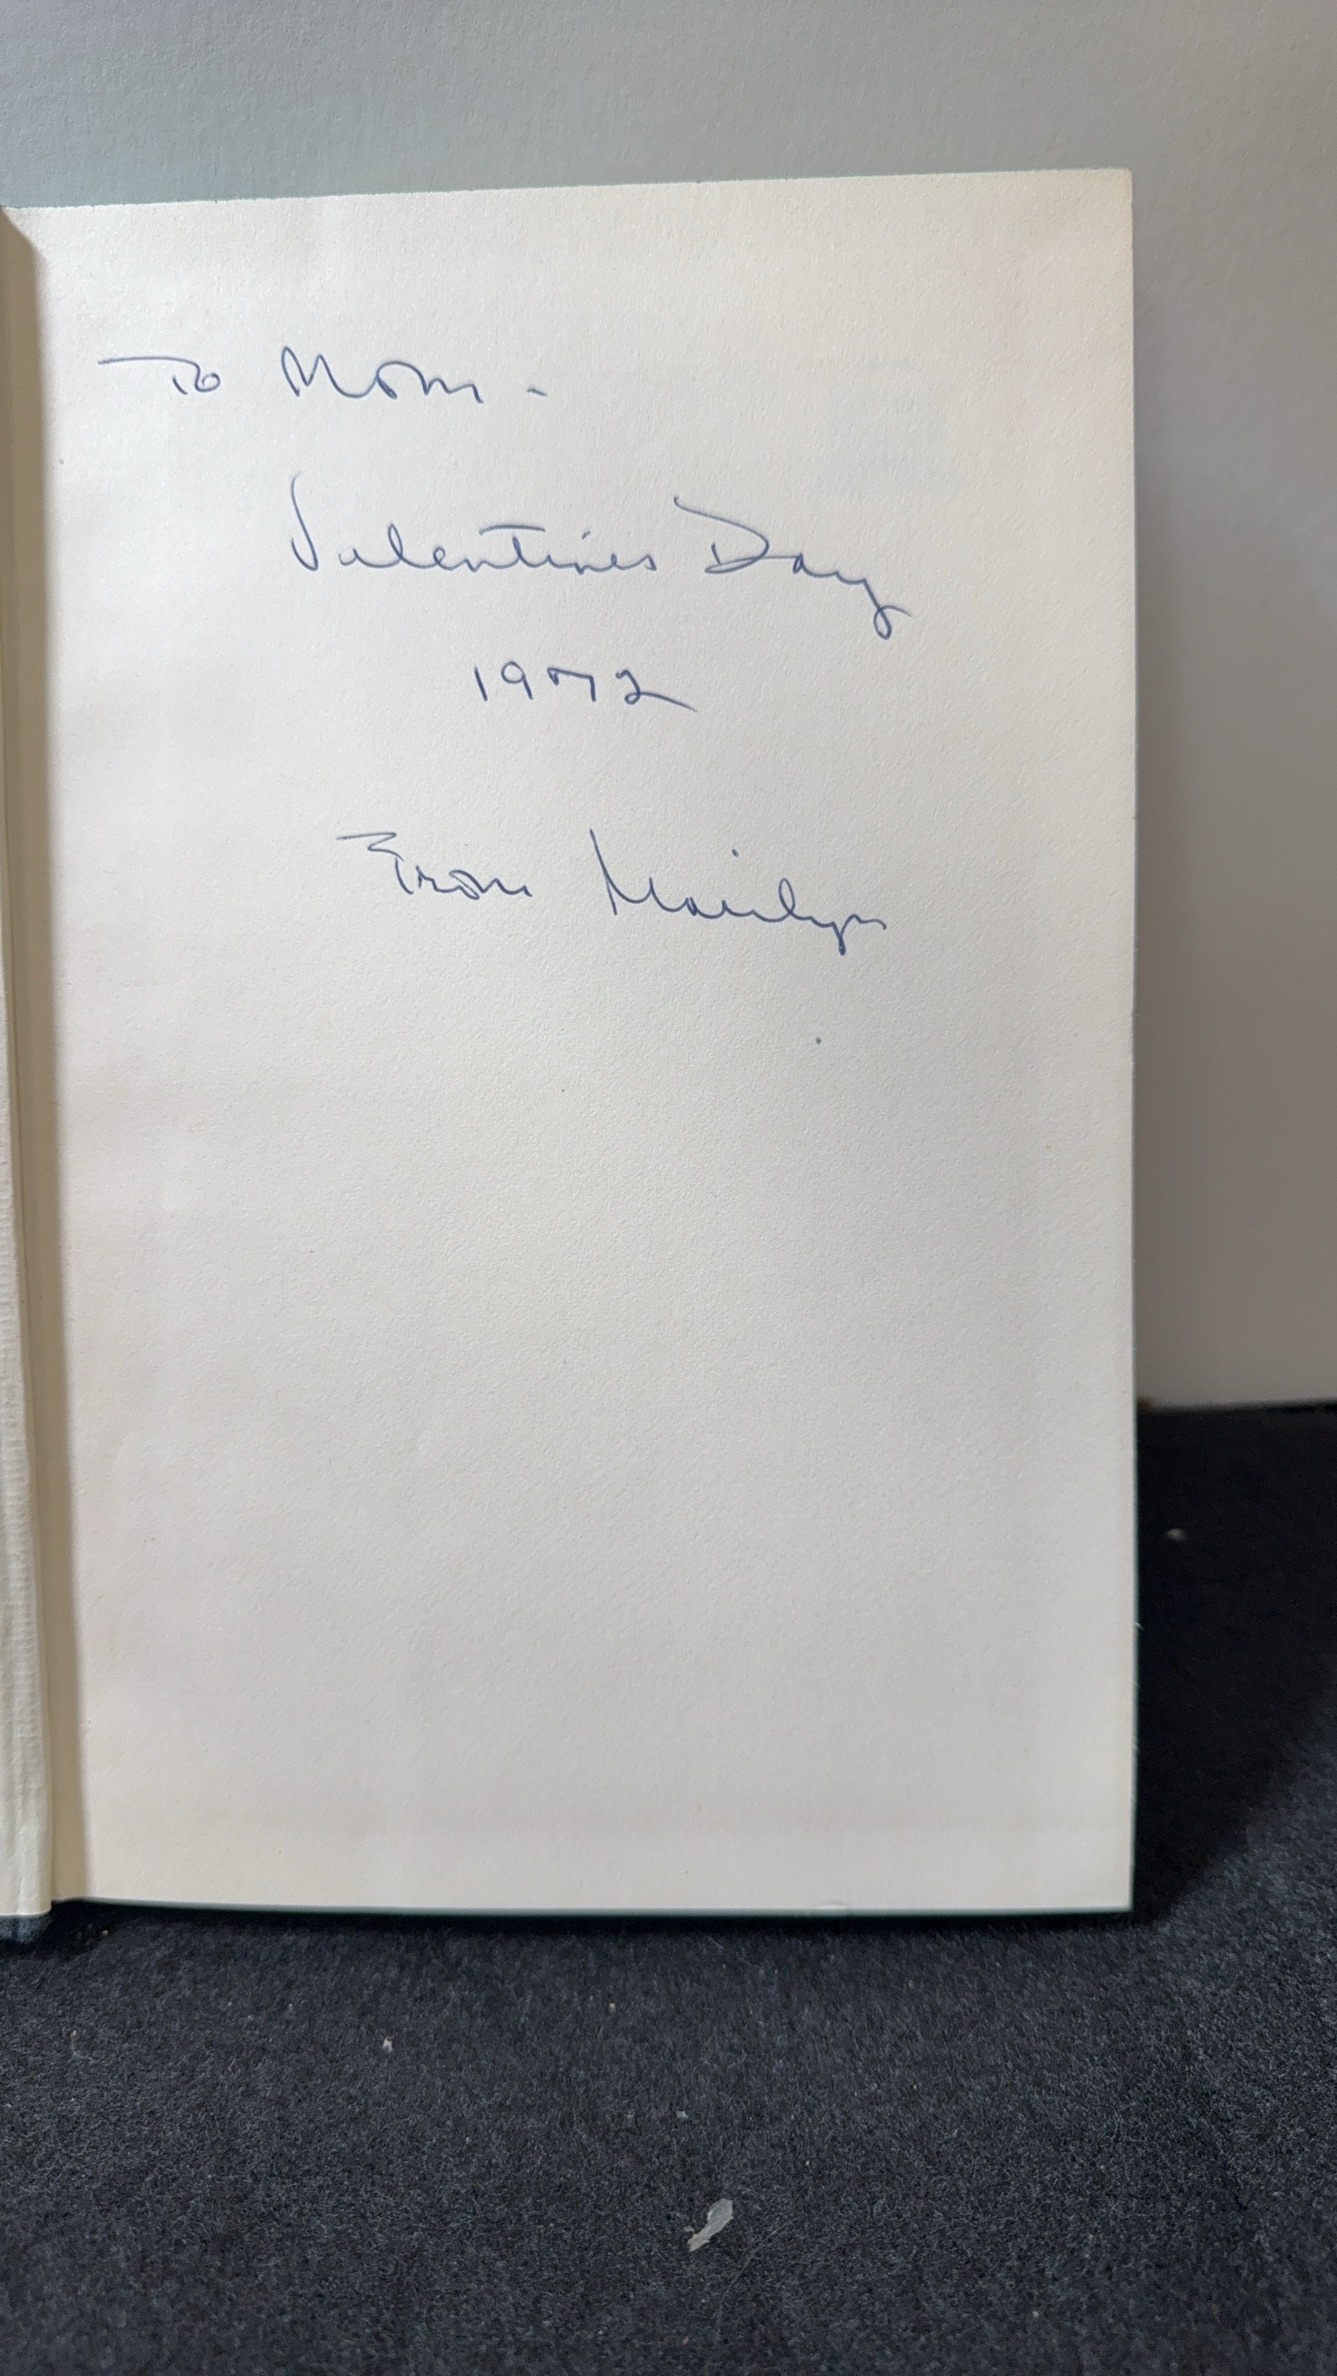 To Mom -
Valentines Day
1972
From Marilyn